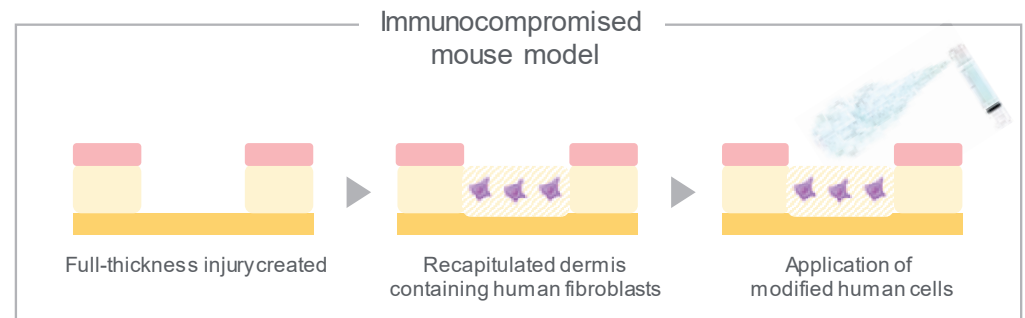 Immunocompromised
mouse model
Full-thickness injurycreated
Recapitulated dermis
containing human fibroblasts
Application of
modified human cells